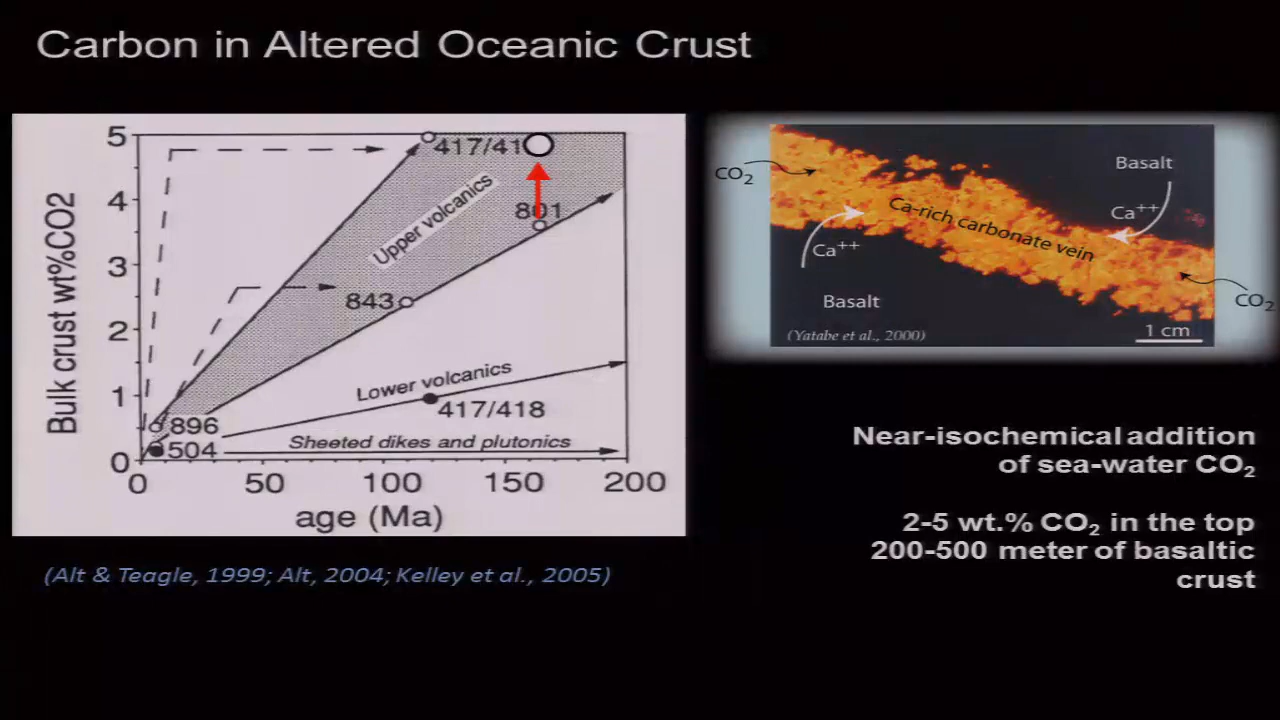 Carbon in Altered Oceanic Crust
Bulk crust wt%CO2
5
4
3
2
1
0
0
50
100
150
200
age (Ma)
417/41
801
Upper volcanics
843
Lower volcanics
417/418
896
504
Sheeted dikes and plutonics
(Alt & Teagle, 1999; Alt, 2004; Kelley et al., 2005)
CO₂
Basalt
Ca++
Ca-rich carbonate vein
Ca++
Basalt
CO₂
(Yatabe et al., 2000)
1 cm
Near-isochemical addition
of sea-water CO₂
2-5 wt.% CO₂ in the top
200-500 meter of basaltic
crust